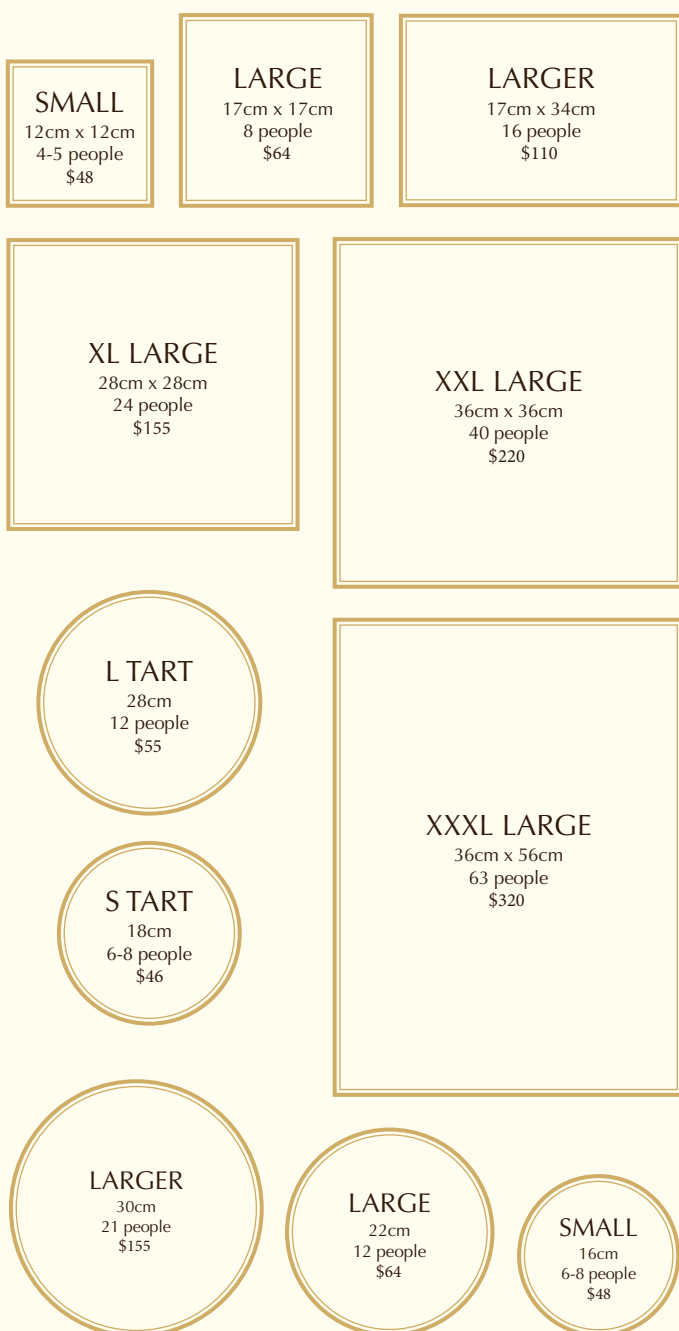 SMALL
12cm x 12cm
4-5 people
$48
LARGE
17cm x 17cm
8 people
$64
LARGER
17cm x 34cm
16 people
$110
XL LARGE
28cm x 28cm
24 people
$155
XXL LARGE
36cm x 36cm
40 people
$220
L TART
28cm
12 people
$55
S TART
18cm
6-8 people
$46
XXXL LARGE
36cm x 56cm
63 people
$320
LARGER
30cm
21 people
$155
LARGE
22cm
12 people
$64
SMALL
16cm
6-8 people
$48